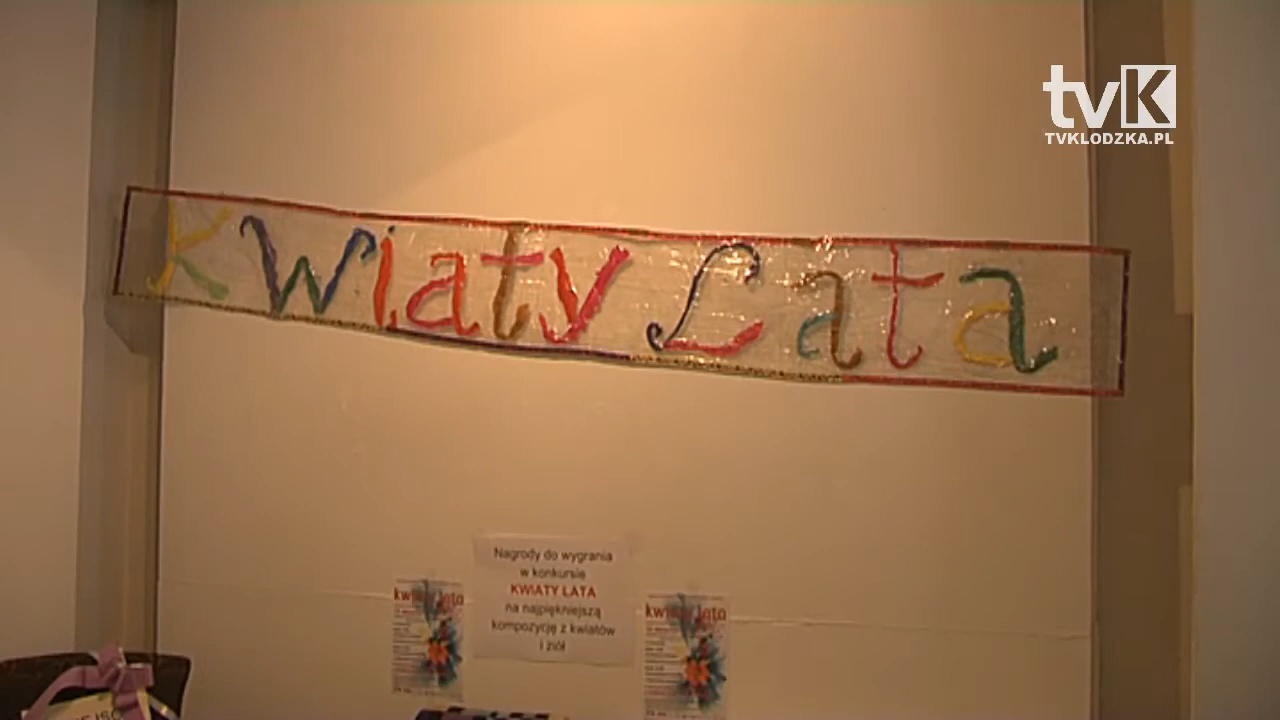 tvK
TVKLODZKA.PL
Kwiaty Lata
Nagrody do wygrania
w konkursie
KWIATY LATA
na najpiękniejszą
kompozycję z kwiatów
i ziół
kwiaty lata
kwiaty lata